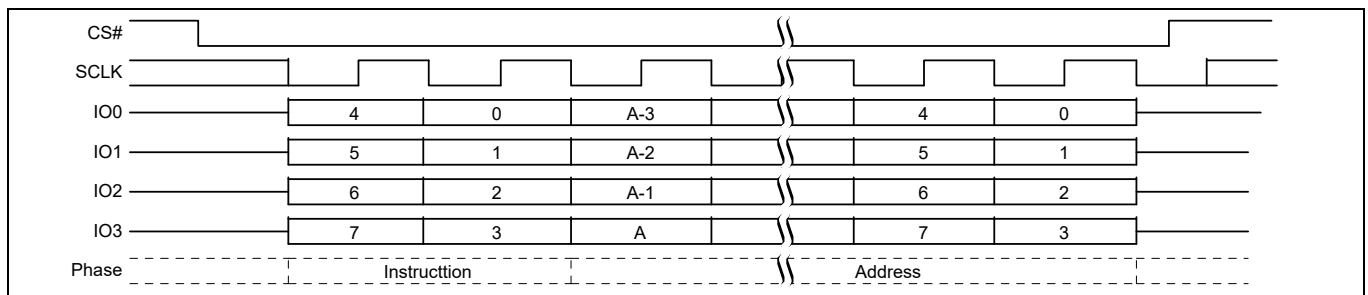 CS#
SCLK
IO0 4 0 A-3 4 0
IO1 5 1 A-2 5 1
IO2 6 2 A-1 6 2
IO3 7 3 A 7 3
Phase Instructtion Address